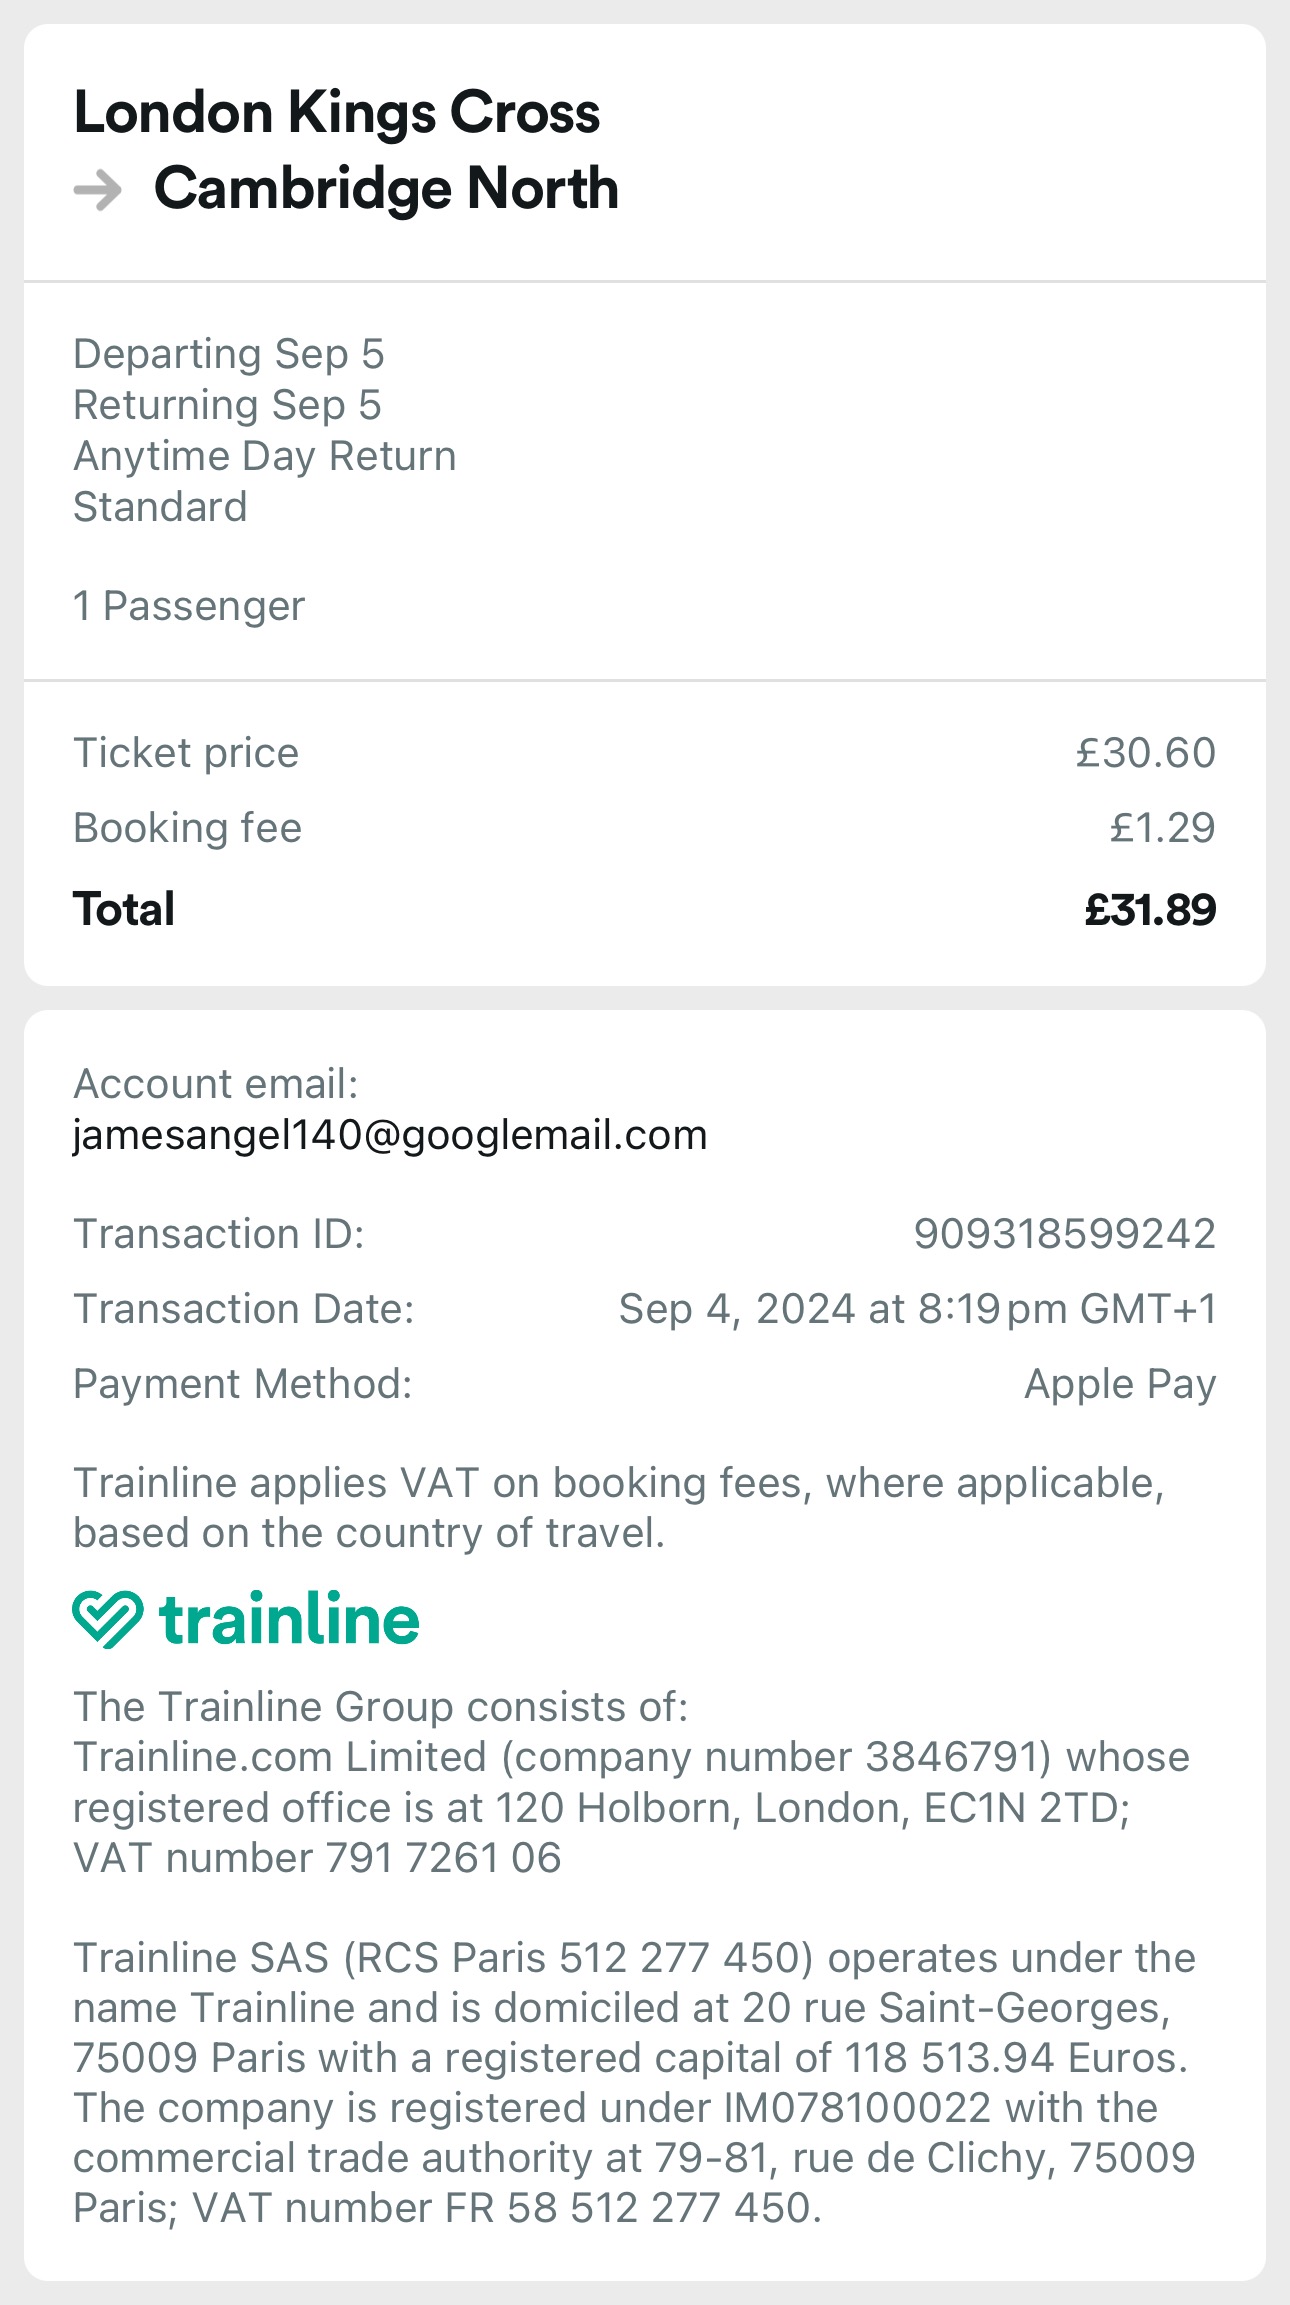 London Kings Cross
→ Cambridge North
Departing Sep 5
Returning Sep 5
Anytime Day Return
Standard
1 Passenger
Ticket price £30.60
Booking fee £1.29
Total £31.89
Account email:
jamesangel140@googlemail.com
Transaction ID: 909318599242
Transaction Date: Sep 4, 2024 at 8:19 pm GMT+1
Payment Method: Apple Pay
Trainline applies VAT on booking fees, where applicable,
based on the country of travel.
trainline
The Trainline Group consists of:
Trainline.com Limited (company number 3846791) whose
registered office is at 120 Holborn, London, EC1N 2TD;
VAT number 791 7261 06
Trainline SAS (RCS Paris 512 277 450) operates under the
name Trainline and is domiciled at 20 rue Saint-Georges,
75009 Paris with a registered capital of 118 513.94 Euros.
The company is registered under IM078100022 with the
commercial trade authority at 79-81, rue de Clichy, 75009
Paris; VAT number FR 58 512 277 450.